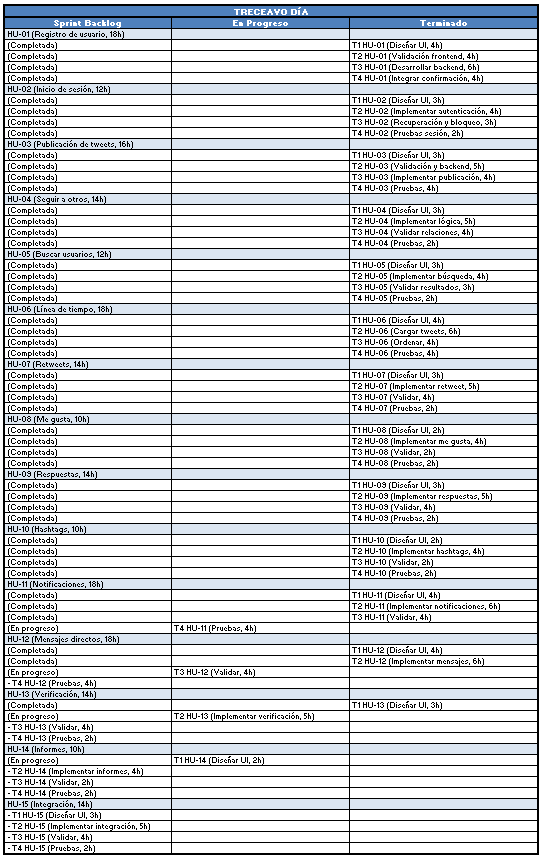 TRECEAVO DÍA
Sprint Backlog En Progreso Terminado
HU-01 (Registro de usuario, 18h)
(Completada) T1 HU-01 (Diseñar UI, 4h)
(Completada) T2 HU-01 (Validación frontend, 4h)
(Completada) T3 HU-01 (Desarrollar backend, 6h)
(Completada) T4 HU-01 (Integrar confirmación, 4h)
HU-02 (Inicio de sesión, 12h)
(Completada) T1 HU-02 (Diseñar UI, 3h)
(Completada) T2 HU-02 (Implementar autenticación, 4h)
(Completada) T3 HU-02 (Recuperación y bloqueo, 3h)
(Completada) T4 HU-02 (Pruebas sesión, 2h)
HU-03 (Publicación de tweets, 16h)
(Completada) T1 HU-03 (Diseñar UI, 3h)
(Completada) T2 HU-03 (Validación y backend, 5h)
(Completada) T3 HU-03 (Implementar publicación, 4h)
(Completada) T4 HU-03 (Pruebas, 4h)
HU-04 (Seguir a otros, 14h)
(Completada) T1 HU-04 (Diseñar UI, 3h)
(Completada) T2 HU-04 (Implementar lógica, 5h)
(Completada) T3 HU-04 (Validar relaciones, 4h)
(Completada) T4 HU-04 (Pruebas, 2h)
HU-05 (Buscar usuarios, 12h)
(Completada) T1 HU-05 (Diseñar UI, 3h)
(Completada) T2 HU-05 (Implementar búsqueda, 4h)
(Completada) T3 HU-05 (Validar resultados, 3h)
(Completada) T4 HU-05 (Pruebas, 2h)
HU-06 (Línea de tiempo, 18h)
(Completada) T1 HU-06 (Diseñar UI, 4h)
(Completada) T2 HU-06 (Cargar tweets, 6h)
(Completada) T3 HU-06 (Ordenar, 4h)
(Completada) T4 HU-06 (Pruebas, 4h)
HU-07 (Retweets, 14h)
(Completada) T1 HU-07 (Diseñar UI, 3h)
(Completada) T2 HU-07 (Implementar retweet, 5h)
(Completada) T3 HU-07 (Validar, 4h)
(Completada) T4 HU-07 (Pruebas, 2h)
HU-08 (Me gusta, 10h)
(Completada) T1 HU-08 (Diseñar UI, 2h)
(Completada) T2 HU-08 (Implementar me gusta, 4h)
(Completada) T3 HU-08 (Validar, 2h)
(Completada) T4 HU-08 (Pruebas, 2h)
HU-09 (Respuestas, 14h)
(Completada) T1 HU-09 (Diseñar UI, 3h)
(Completada) T2 HU-09 (Implementar respuestas, 5h)
(Completada) T3 HU-09 (Validar, 4h)
(Completada) T4 HU-09 (Pruebas, 2h)
HU-10 (Hashtags, 10h)
(Completada) T1 HU-10 (Diseñar UI, 2h)
(Completada) T2 HU-10 (Implementar hashtags, 4h)
(Completada) T3 HU-10 (Validar, 2h)
(Completada) T4 HU-10 (Pruebas, 2h)
HU-11 (Notificaciones, 18h)
(Completada) T1 HU-11 (Diseñar UI, 4h)
(Completada) T2 HU-11 (Implementar notificaciones, 6h)
(Completada) T3 HU-11 (Validar, 4h)
(En progreso) T4 HU-11 (Pruebas, 4h)
HU-12 (Mensajes directos, 18h)
(Completada) T1 HU-12 (Diseñar UI, 4h)
(Completada) T2 HU-12 (Implementar mensajes, 6h)
(En progreso) T3 HU-12 (Validar, 4h)
- T4 HU-12 (Pruebas, 4h)
HU-13 (Verificación, 14h)
(Completada) T1 HU-13 (Diseñar UI, 3h)
(En progreso) T2 HU-13 (Implementar verificación, 5h)
- T3 HU-13 (Validar, 4h)
- T4 HU-13 (Pruebas, 2h)
HU-14 (Informes, 10h)
(En progreso) T1 HU-14 (Diseñar UI, 2h)
- T2 HU-14 (Implementar informes, 4h)
- T3 HU-14 (Validar, 2h)
- T4 HU-14 (Pruebas, 2h)
HU-15 (Integración, 14h)
- T1 HU-15 (Diseñar UI, 3h)
- T2 HU-15 (Implementar integración, 5h)
- T3 HU-15 (Validar, 4h)
- T4 HU-15 (Pruebas, 2h)